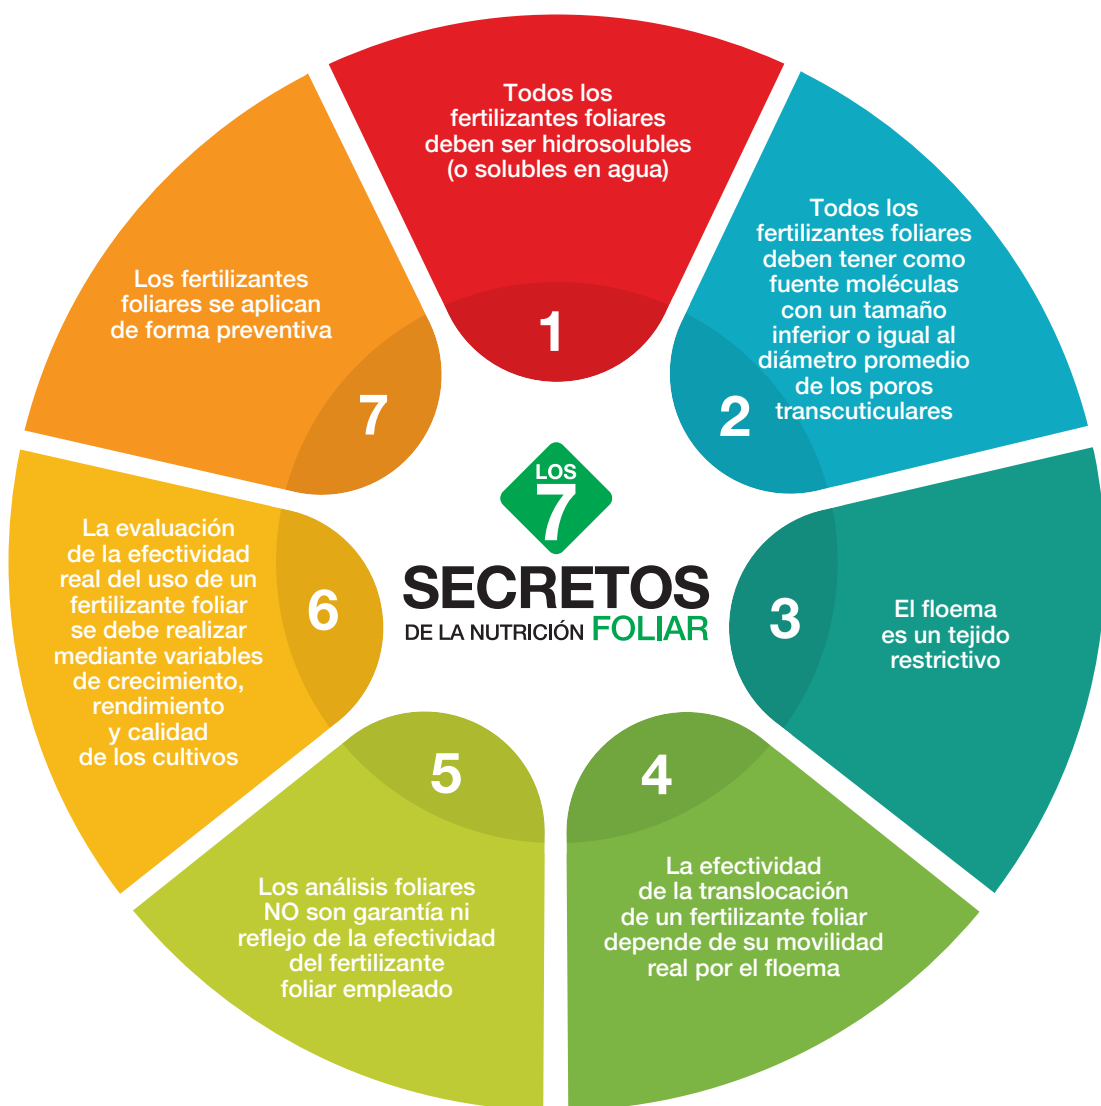 Todos los
fertilizantes foliares
deben ser hidrosolubles
(o solubles en agua)
1
Todos los
fertilizantes foliares
deben tener como
fuente moléculas
con un tamaño
inferior o igual al
diámetro promedio
de los poros
transcuticulares
2
El floema
es un tejido
restrictivo
3
La efectividad
de la translocación
de un fertilizante foliar
depende de su movilidad
real por el floema
4
Los análisis foliares
NO son garantía ni
reflejo de la efectividad
del fertilizante
foliar empleado
5
La evaluación
de la efectividad
real del uso de un
fertilizante foliar
se debe realizar
mediante variables
de crecimiento,
rendimiento
y calidad
de los cultivos
6
Los fertilizantes
foliares se aplican
de forma preventiva
7
LOS
7
SECRETOS
DE LA NUTRICIÓN FOLIAR